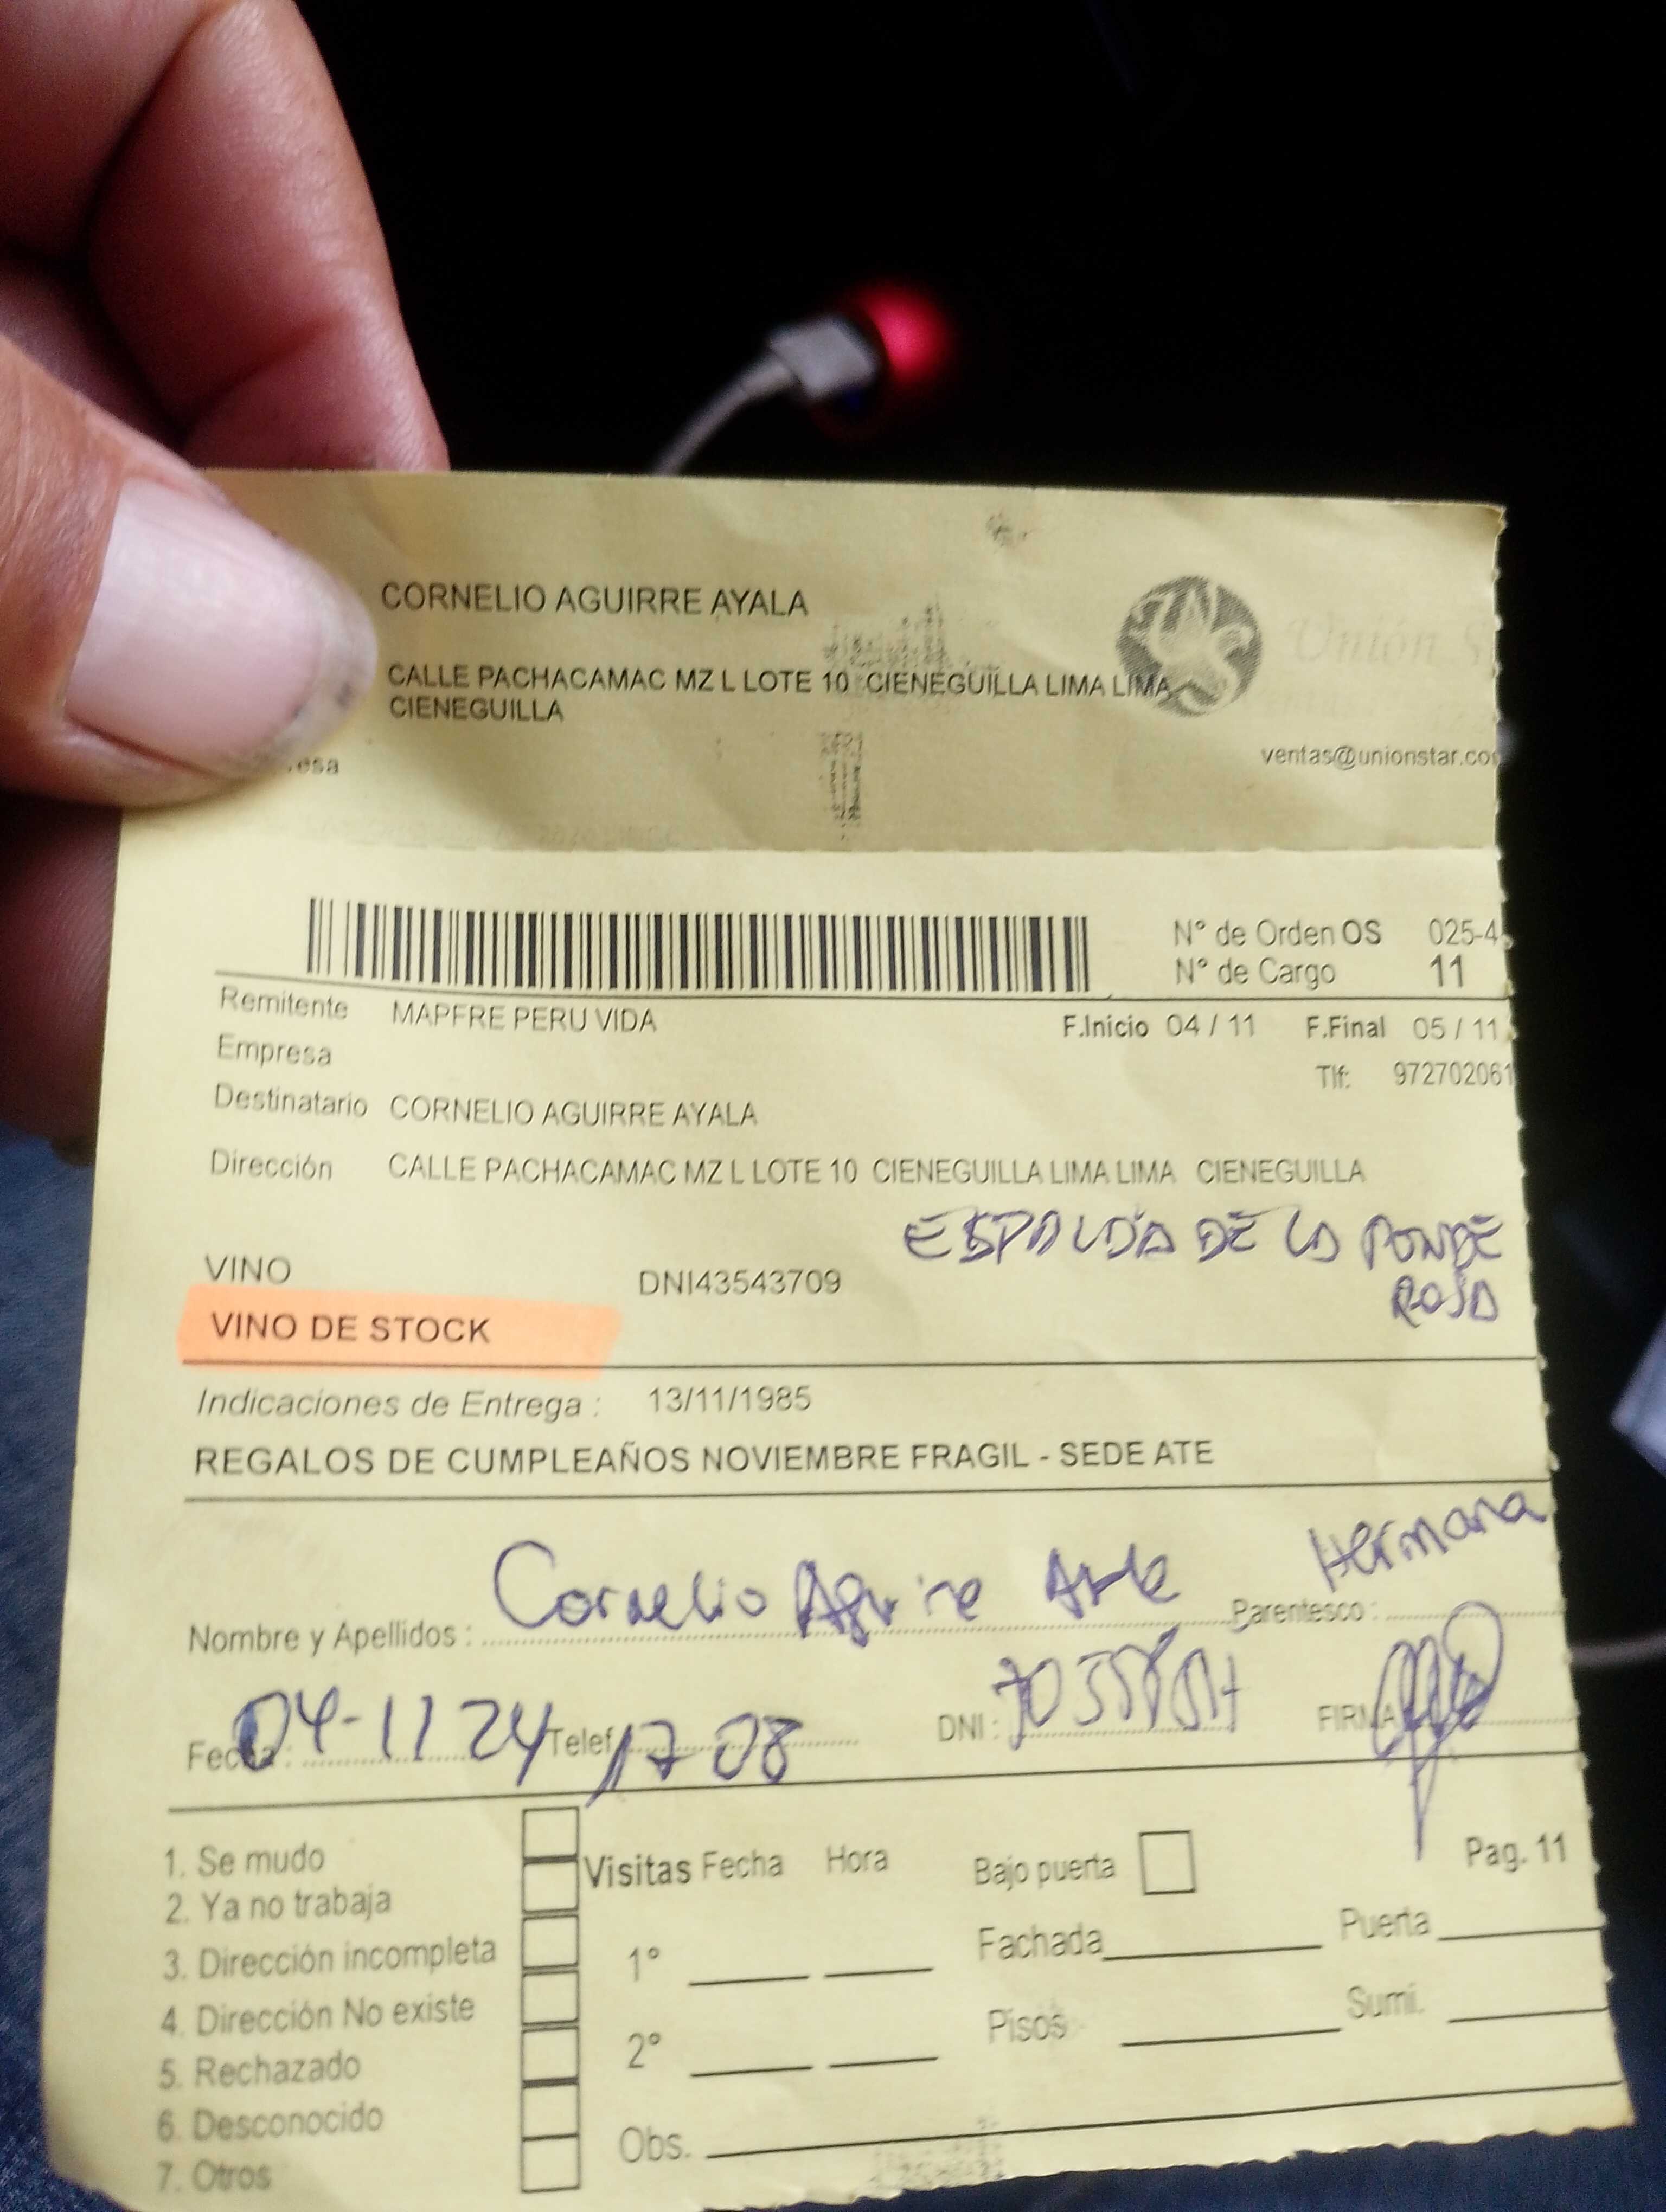 CORNELIO AGUIRRE AYALA
Unión S
CALLE PACHACAMAC MZ L LOTE 10 CIENEGUILLA LIMA LIMA
CIENEGUILLA
esa
ventas@unionstar.co
N° de Orden OS 025-4
N° de Cargo 11
Remitente MAPFRE PERU VIDA
F.Inicio 04 / 11 F.Final 05 / 11
Empresa
Tlf: 972702061
Destinatario CORNELIO AGUIRRE AYALA
Dirección CALLE PACHACAMAC MZ L LOTE 10 CIENEGUILLA LIMA LIMA CIENEGUILLA
ESPALDA DE LA
ROJA
VINO DNI43543709
VINO DE STOCK
Indicaciones de Entrega : 13/11/1985
REGALOS DE CUMPLEAÑOS NOVIEMBRE FRAGIL - SEDE ATE
Nombre y Apellidos : Cornelio Aguirre Parentesco : Hermana
Fecha : 04-11 24 Telef 17 08 DNI : FIRMA
1. Se mudo
2. Ya no trabaja
3. Dirección incompleta
4. Dirección No existe
5. Rechazado
6. Desconocido
7. Otros
Visitas Fecha Hora
1°
2°
Obs.
Bajo puerta
Pag. 11
Fachada Puerta
Pisos Sumi.